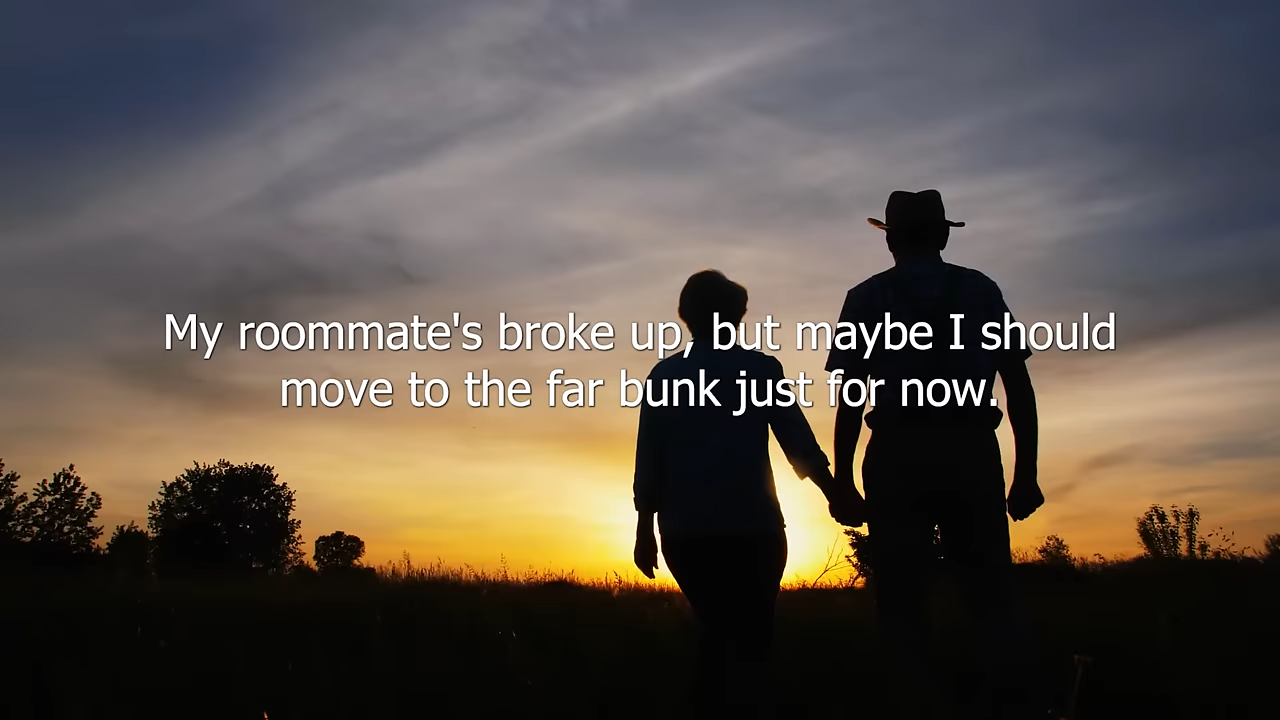 My roommate's broke up, but maybe I should
move to the far bunk just for now.